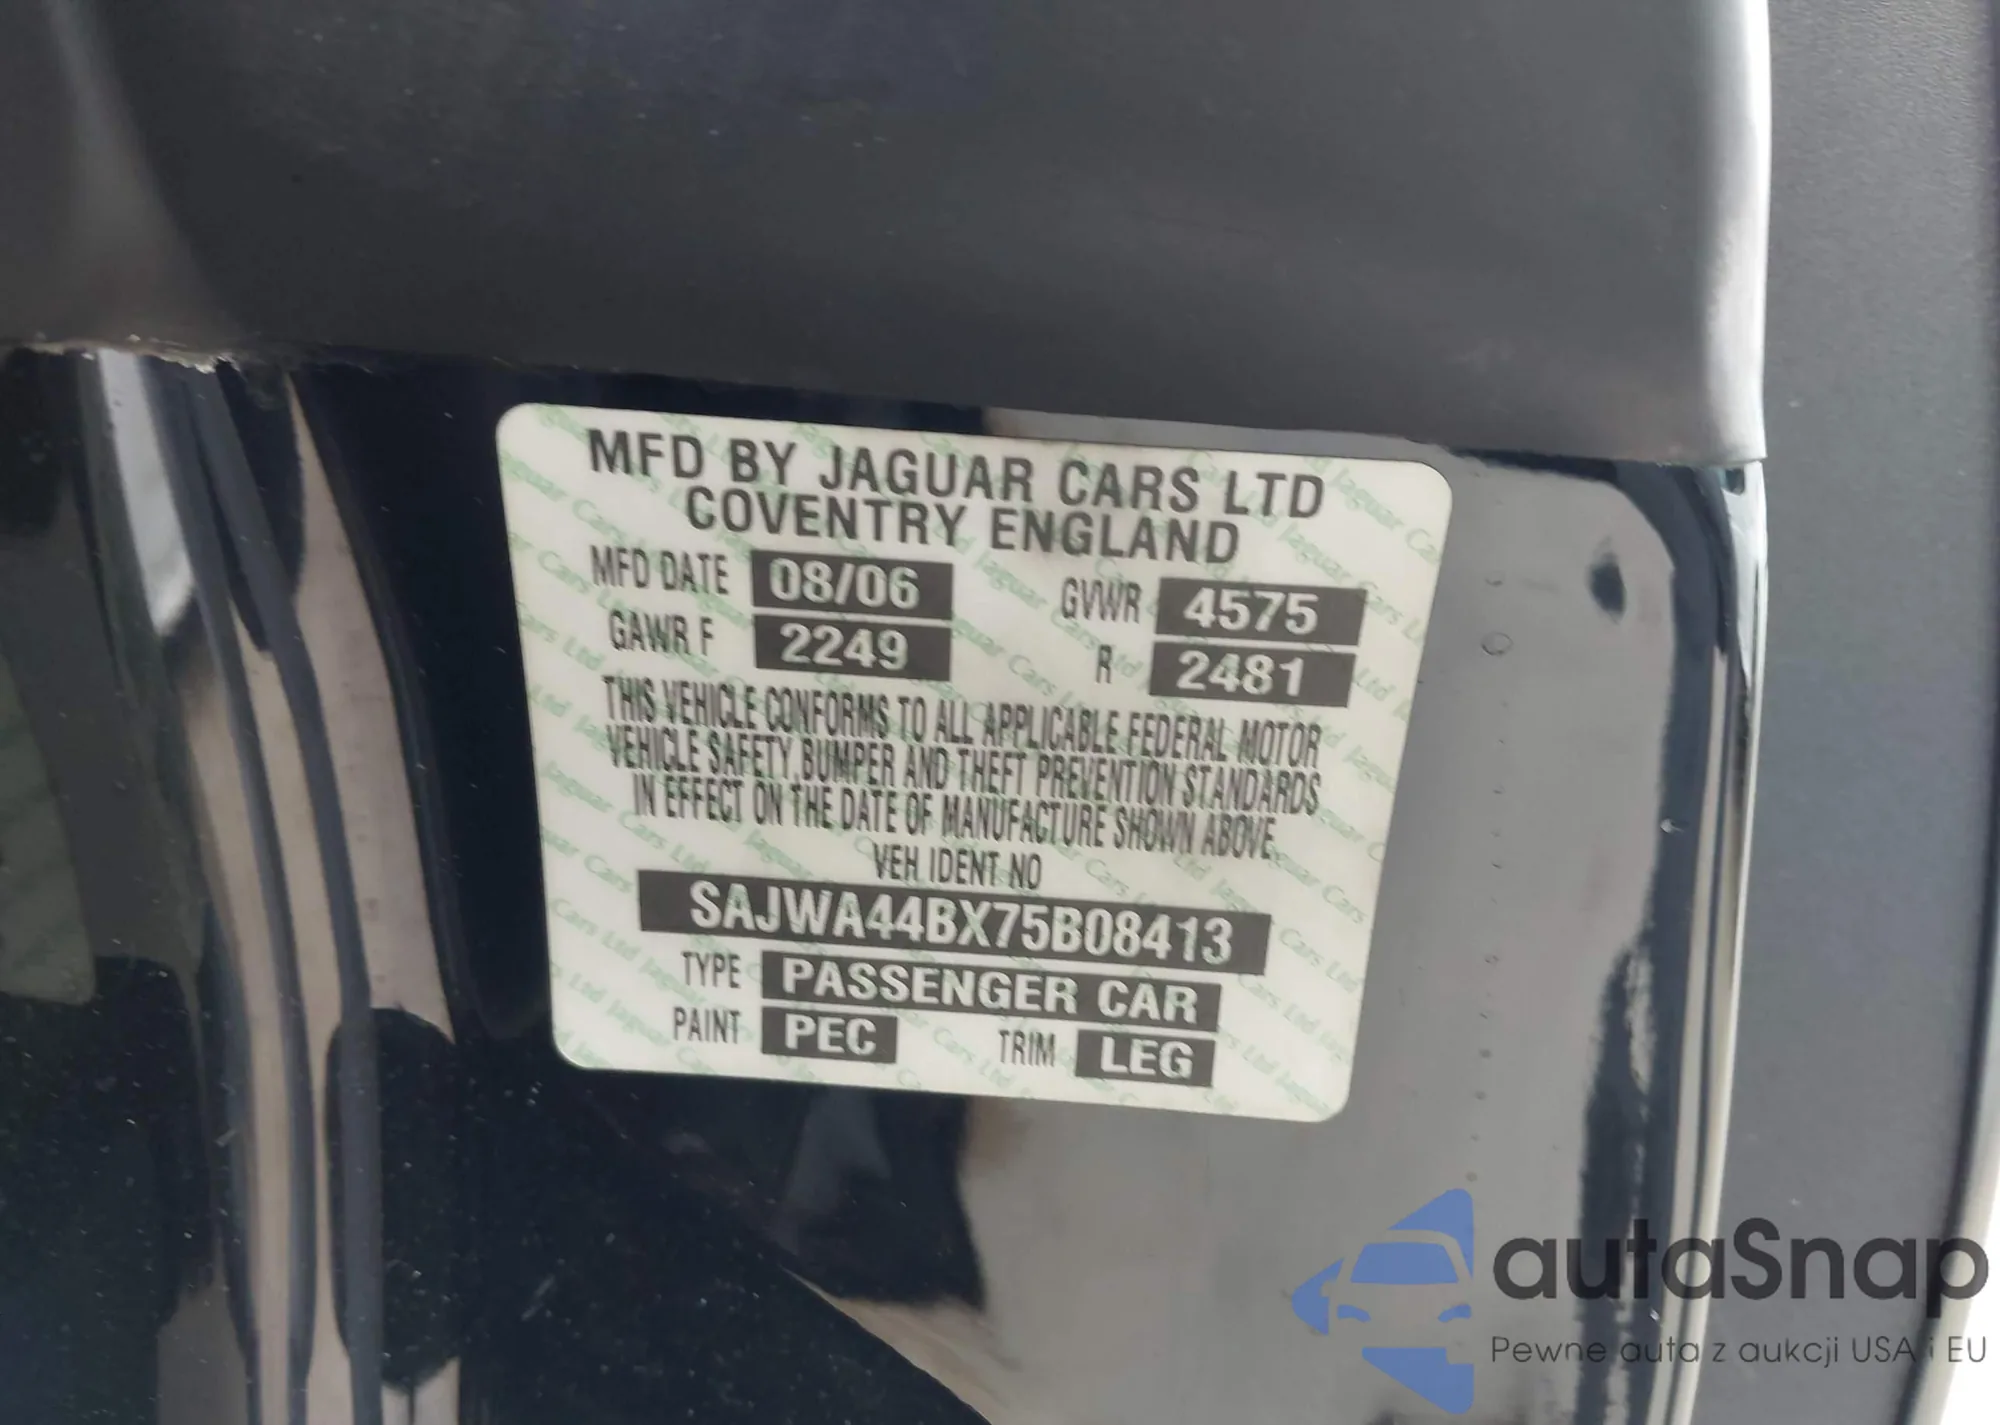 MFD BY JAGUAR CARS LTD
COVENTRY ENGLAND
MFD DATE 08/06 GVWR 4575
GAWR F 2249 R 2481
THIS VEHICLE CONFORMS TO ALL APPLICABLE FEDERAL MOTOR
VEHICLE SAFETY, BUMPER AND THEFT PREVENTION STANDARDS
IN EFFECT ON THE DATE OF MANUFACTURE SHOWN ABOVE
VEH IDENT NO
SAJWA44BX75B08413
TYPE PASSENGER CAR
PAINT PEC TRIM LEG
autaSnap
Pewne auta z aukcji USA i EU